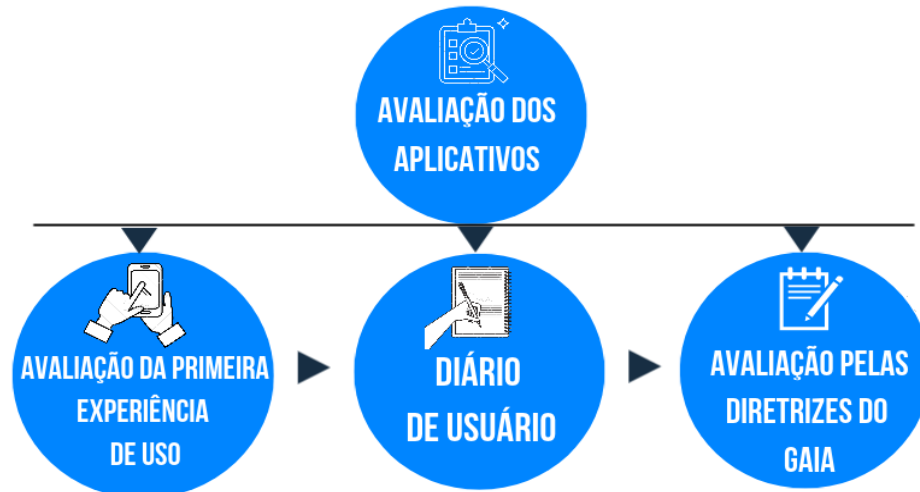 AVALIAÇÃO DOS
APLICATIVOS
AVALIAÇÃO DA PRIMEIRA
EXPERIÊNCIA
DE USO
DIÁRIO
DE USUÁRIO
AVALIAÇÃO PELAS
DIRETRIZES DO
GAIA